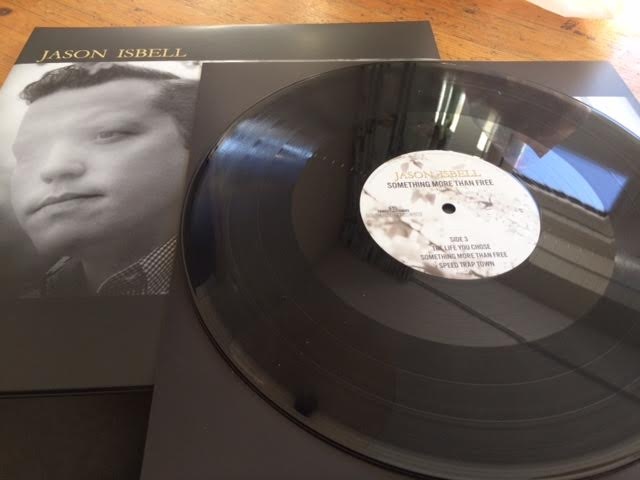 JASON ISBELL
JASON ISBELL
SOMETHING MORE THAN FREE
SIDE 3
THE LIFE YOU CHOSE
SOMETHING MORE THAN FREE
SPEED TRAP TOWN